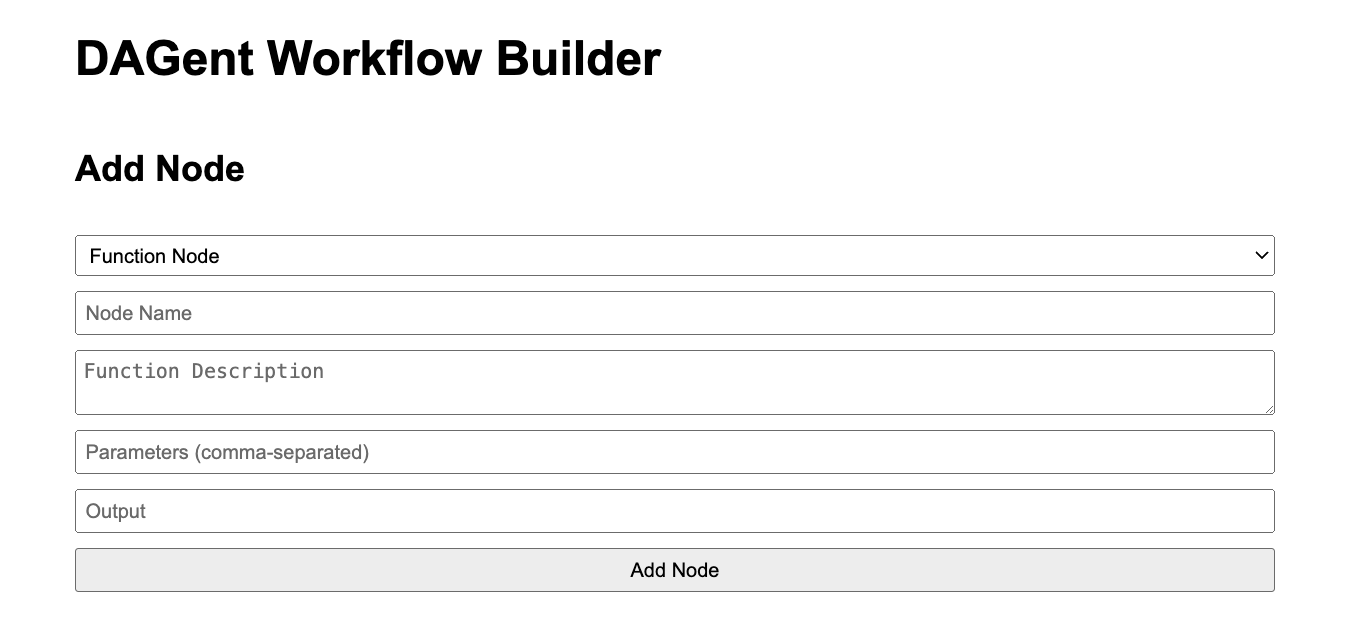 DAGent Workflow Builder
Add Node
Function Node
Node Name
Function Description
Parameters (comma-separated)
Output
Add Node